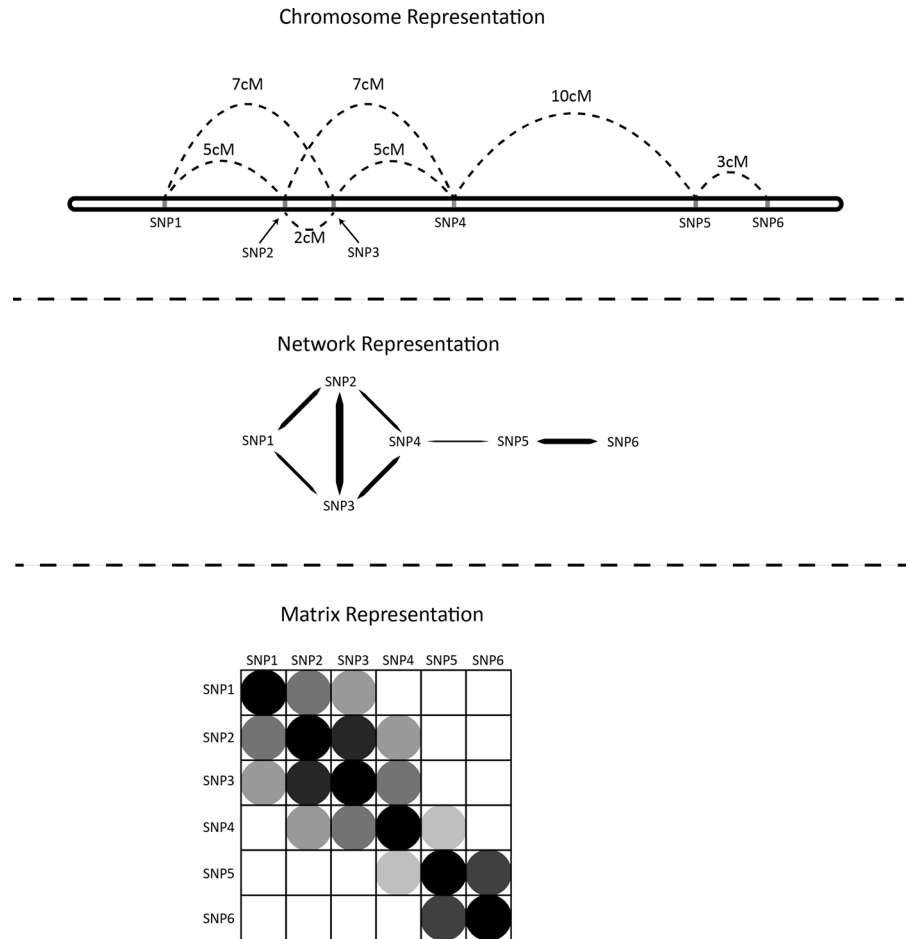 Chromosome Representation
7cM 7cM 10cM
5cM 5cM 3cM
SNP1 SNP4 SNP5 SNP6
SNP2 2cM SNP3
Network Representation
SNP2
SNP1 SNP4 SNP5 SNP6
SNP3
Matrix Representation
SNP1 SNP2 SNP3 SNP4 SNP5 SNP6
SNP1
SNP2
SNP3
SNP4
SNP5
SNP6